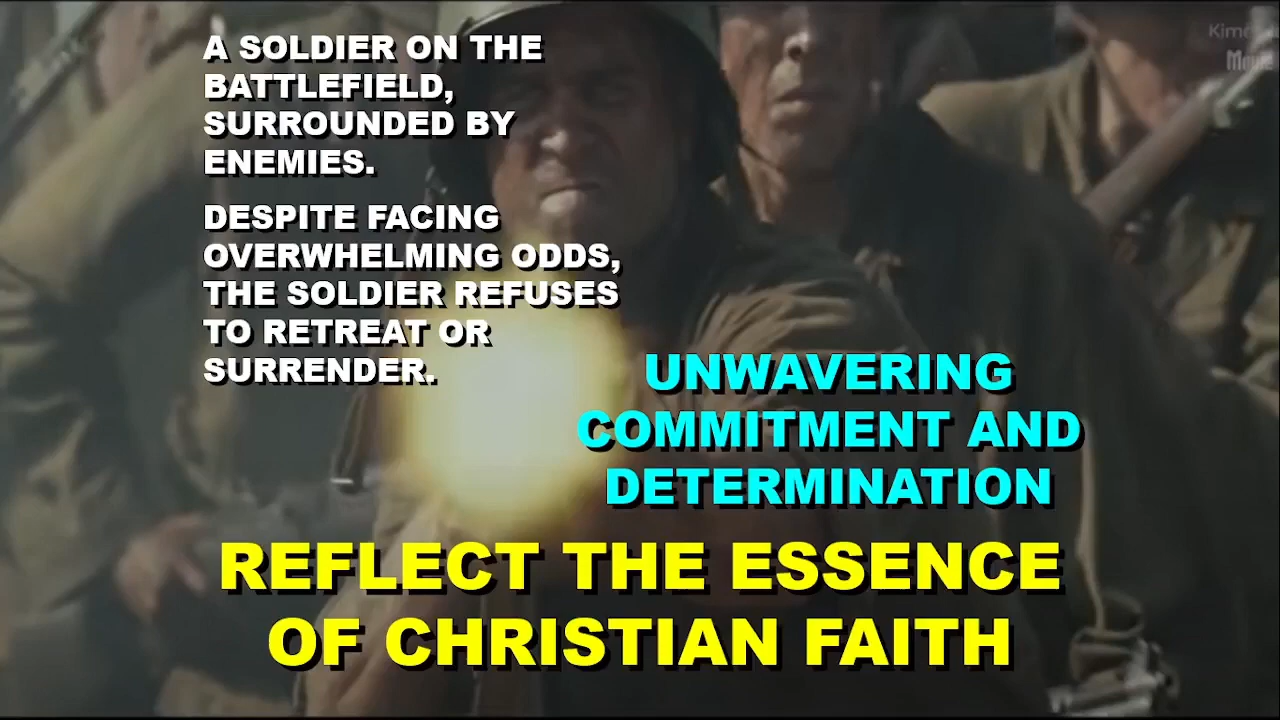 A SOLDIER ON THE
BATTLEFIELD,
SURROUNDED BY
ENEMIES.
DESPITE FACING
OVERWHELMING ODDS,
THE SOLDIER REFUSES
TO RETREAT OR
SURRENDER.
UNWAVERING
COMMITMENT AND
DETERMINATION
REFLECT THE ESSENCE
OF CHRISTIAN FAITH